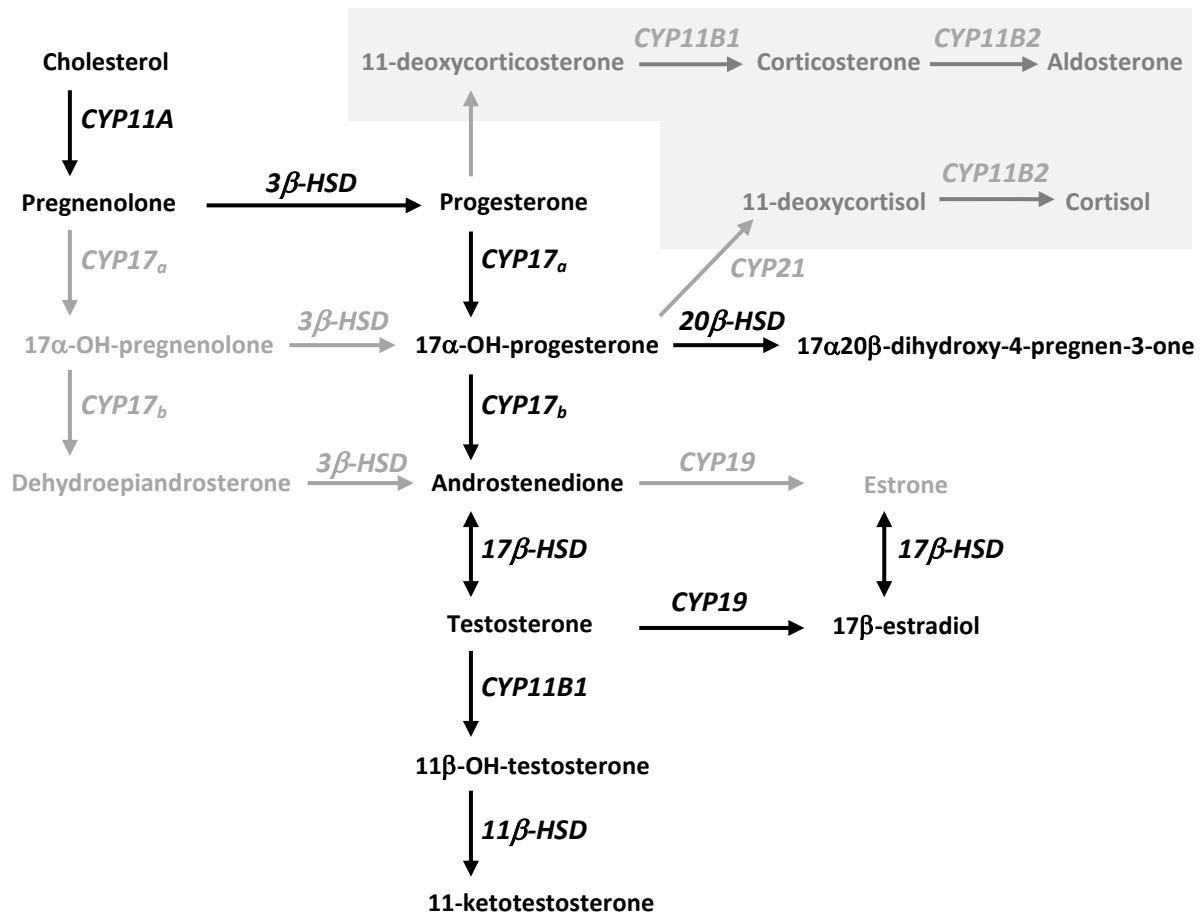 CYP11B1
CYP11B2
Cholesterol
11-deoxycorticosterone
Corticosterone
Aldosterone
CYP11A
3β-HSD
CYP11B2
Pregnenolone
Progesterone
11-deoxycortisol
Cortisol
CYP17a
CYP17a
CYP21
3β-HSD
20β-HSD
17α-OH-pregnenolone
17α-OH-progesterone
17α20β-dihydroxy-4-pregnen-3-one
CYP17b
CYP17b
3β-HSD
CYP19
Dehydroepiandrosterone
Androstenedione
Estrone
17β-HSD
17β-HSD
CYP19
Testosterone
17β-estradiol
CYP11B1
11β-OH-testosterone
11β-HSD
11-ketotestosterone